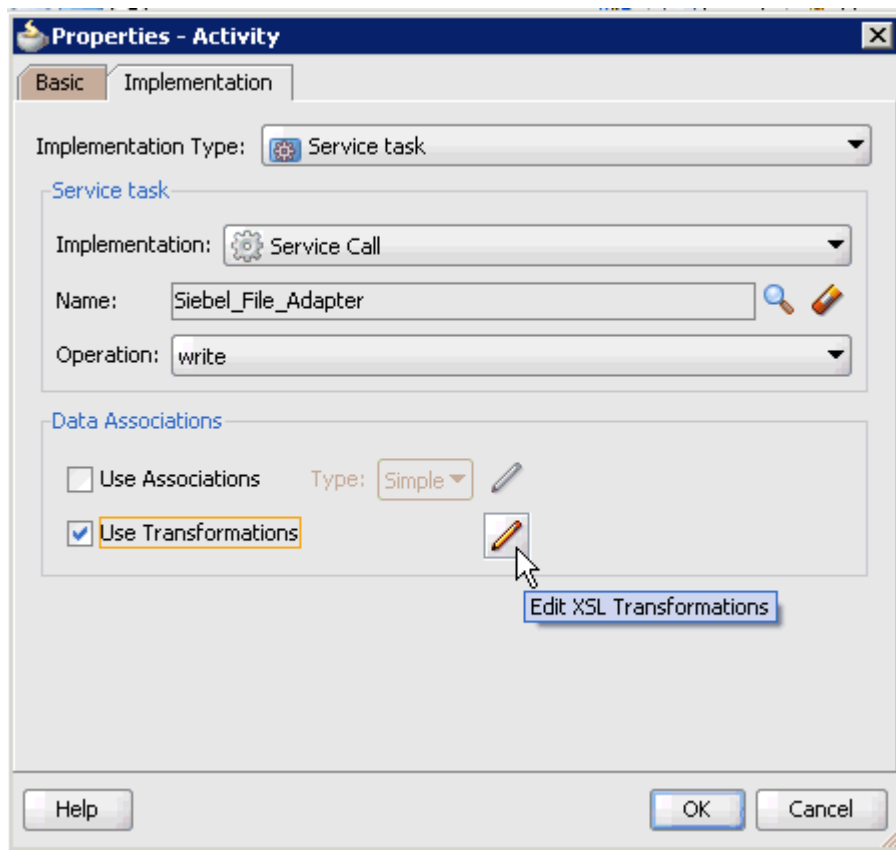 Properties - Activity
Basic Implementation
Implementation Type: Service task
Service task
Implementation: Service Call
Name: Siebel_File_Adapter
Operation: write
Data Associations
Use Associations Type: Simple
Use Transformations
Edit XSL Transformations
Help OK Cancel